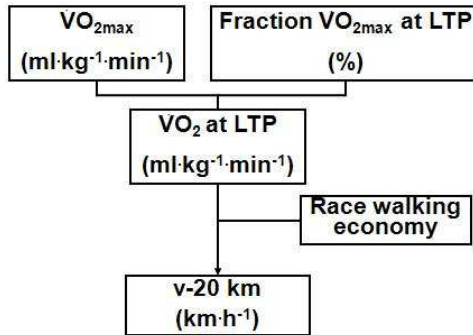 VO₂max
(ml·kg⁻¹·min⁻¹)
Fraction VO₂max at LTP
(%)
VO₂ at LTP
(ml·kg⁻¹·min⁻¹)
Race walking
economy
v-20 km
(km·h⁻¹)